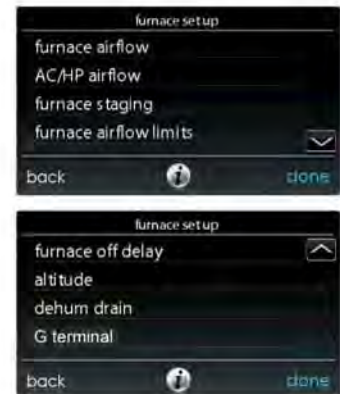 furnace setup
furnace airflow
AC/HP airflow
furnace staging
furnace airflow limits
back i done
furnace setup
furnace off delay
altitude
dehum drain
G terminal
back i done